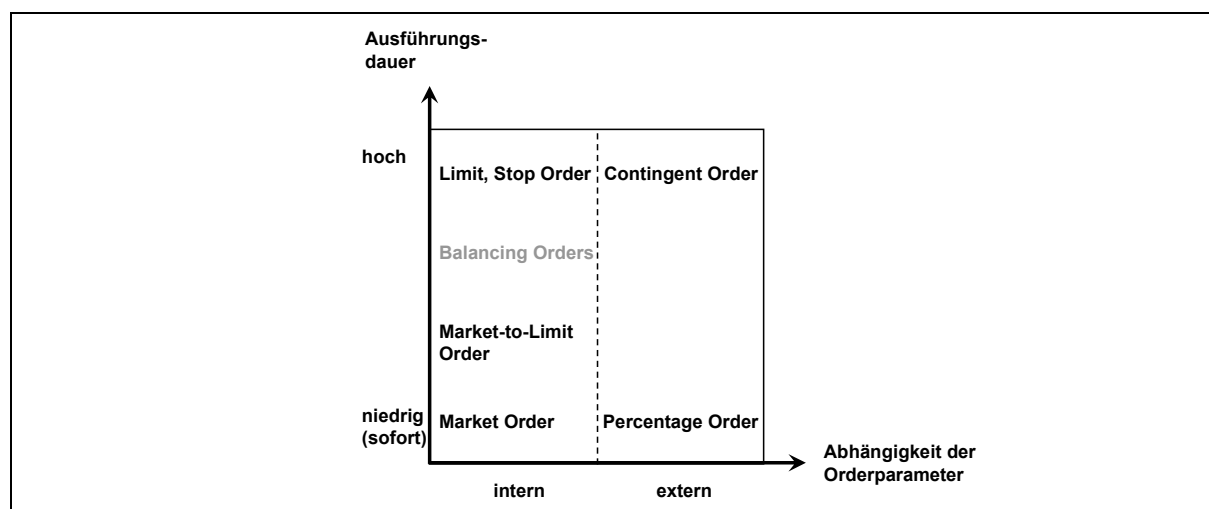 Ausführungs-
dauer
hoch
Limit, Stop Order
Contingent Order
Balancing Orders
Market-to-Limit
Order
niedrig
(sofort)
Market Order
Percentage Order
Abhängigkeit der
Orderparameter
intern
extern